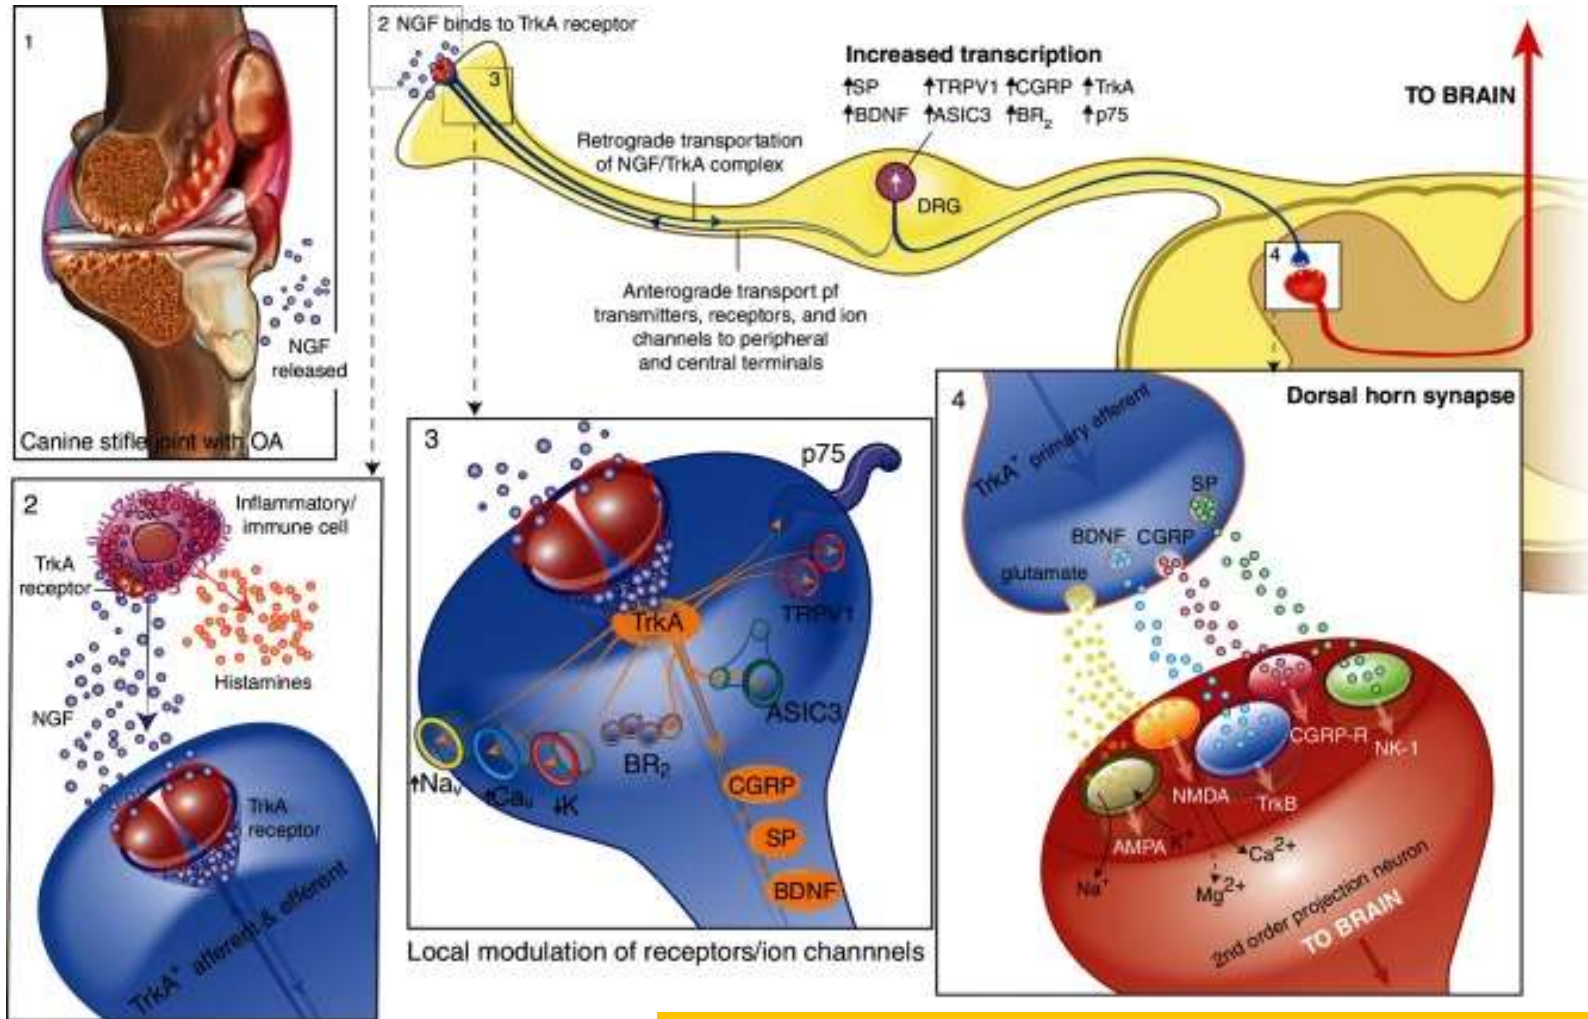 1
NGF
released
Canine stifle joint with OA
2 NGF binds to TrkA receptor
3
Increased transcription
↑SP ↑TRPV1 ↑CGRP ↑TrkA
↑BDNF ↑ASIC3 ↑BR₂ ↑p75
TO BRAIN
Retrograde transportation
of NGF/TrkA complex
DRG
4
Anterograde transport pf
transmitters, receptors, and ion
channels to peripheral
and central terminals
2
Inflammatory/
immune cell
TrkA
receptor
Histamines
NGF
TrkA
receptor
TrkA⁺ afferent & efferent
3
p75
TrkA
TRPV1
ASIC3
BR₂
↑Naᵥ
↑Caᵥ
↓K
CGRP
SP
BDNF
Local modulation of receptors/ion channnels
4
Dorsal horn synapse
TrkA⁺ primary afferent
SP
BDNF CGRP
glutamate
CGRP-R
NK-1
NMDA
TrkB
AMPA
K⁺
Ca²⁺
Na⁺
Mg²⁺
2nd order projection neuron
TO BRAIN